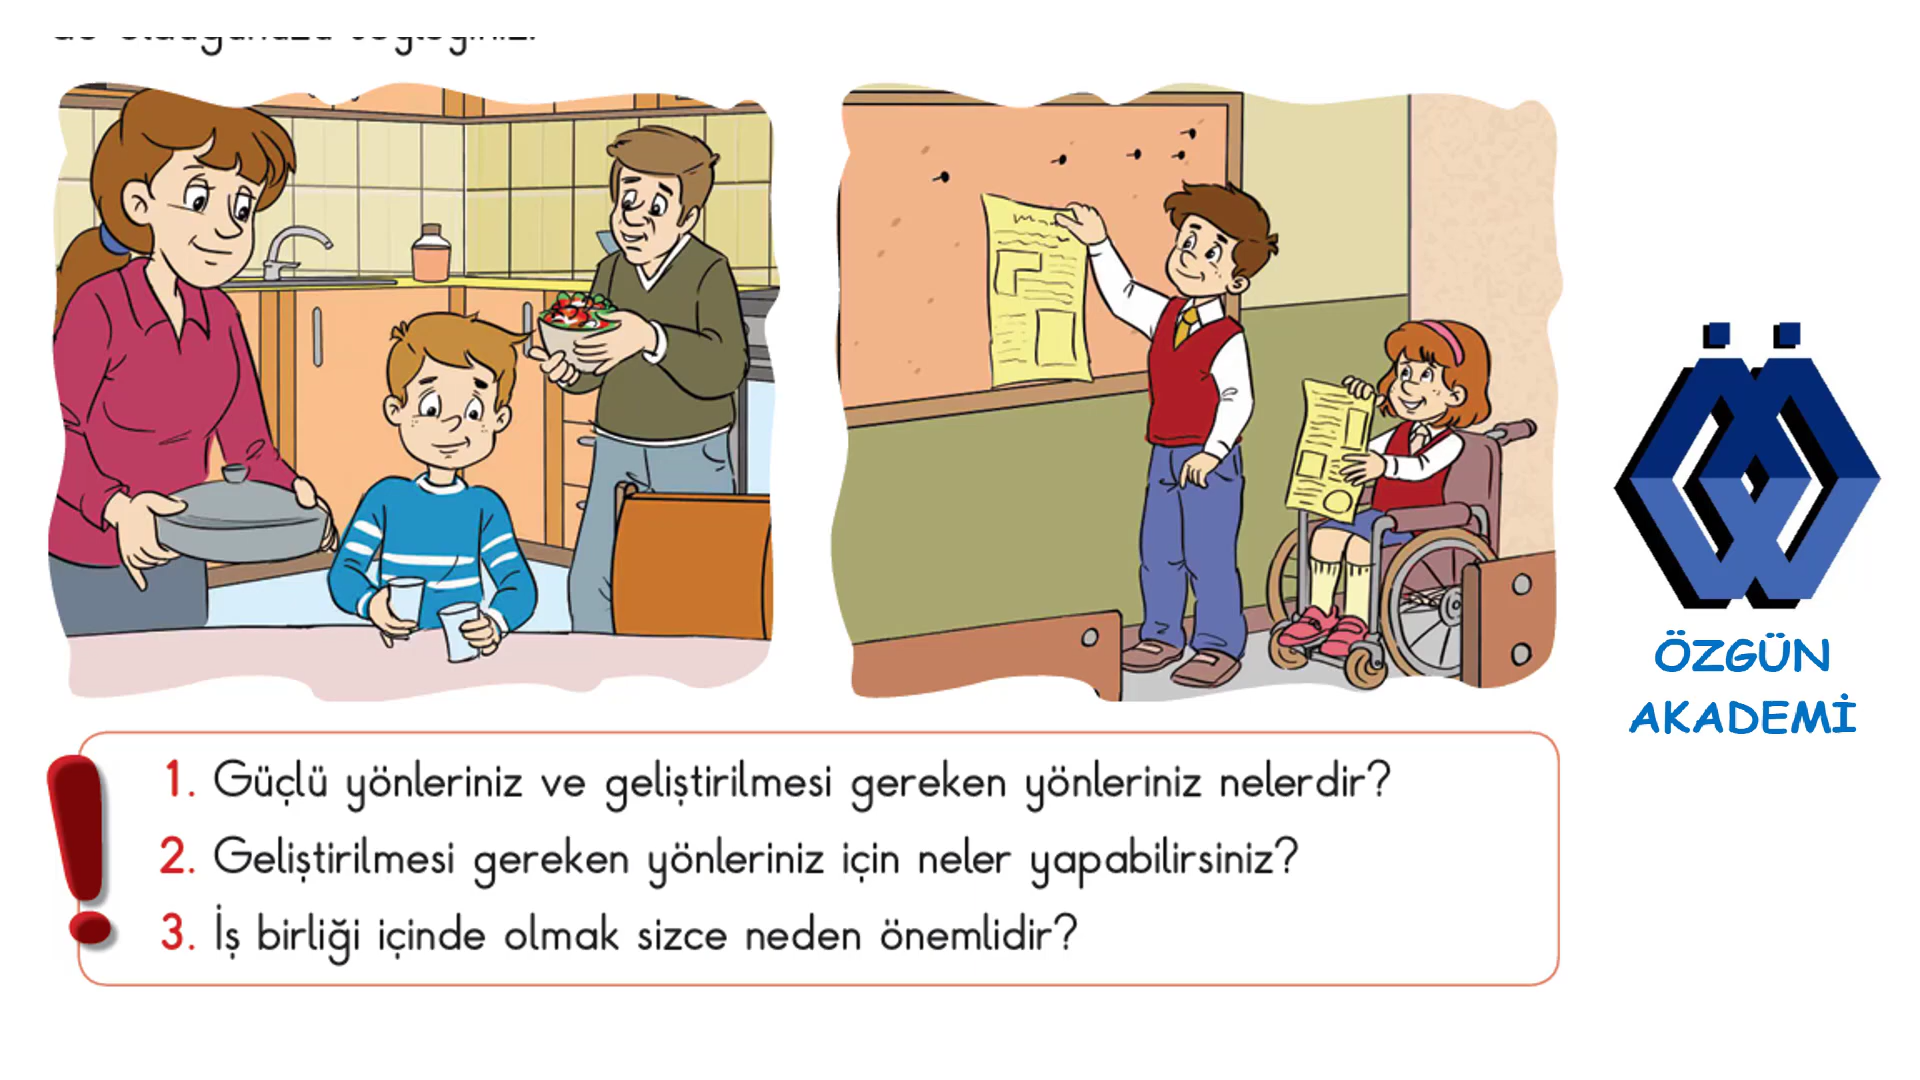 1. Güçlü yönleriniz ve geliştirilmesi gereken yönleriniz nelerdir?
2. Geliştirilmesi gereken yönleriniz için neler yapabilirsiniz?
3. İş birliği içinde olmak sizce neden önemlidir?
ÖZGÜN
AKADEMİ